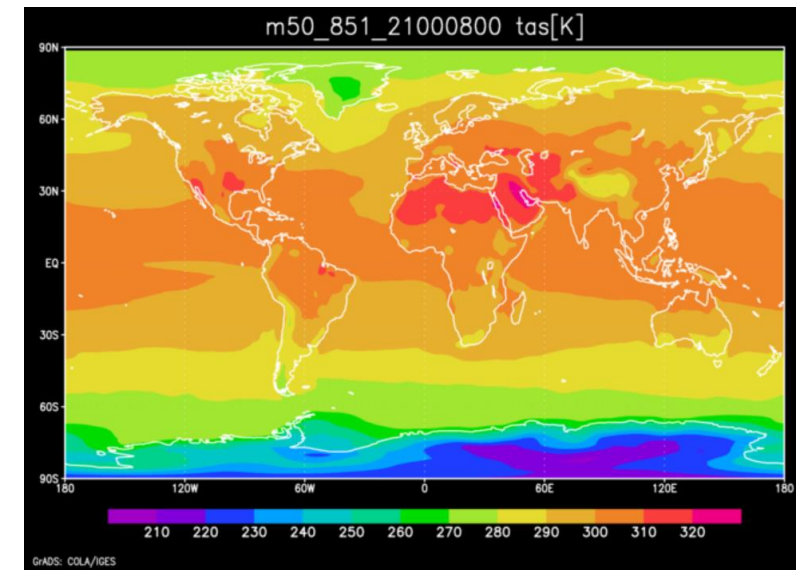 m50_851_21000800 tas[K]
90N
60N
30N
EQ
30S
60S
90S
180 120W 60W 0 60E 120E 180
210 220 230 240 250 260 270 280 290 300 310 320
GrADS: COLA/IGES